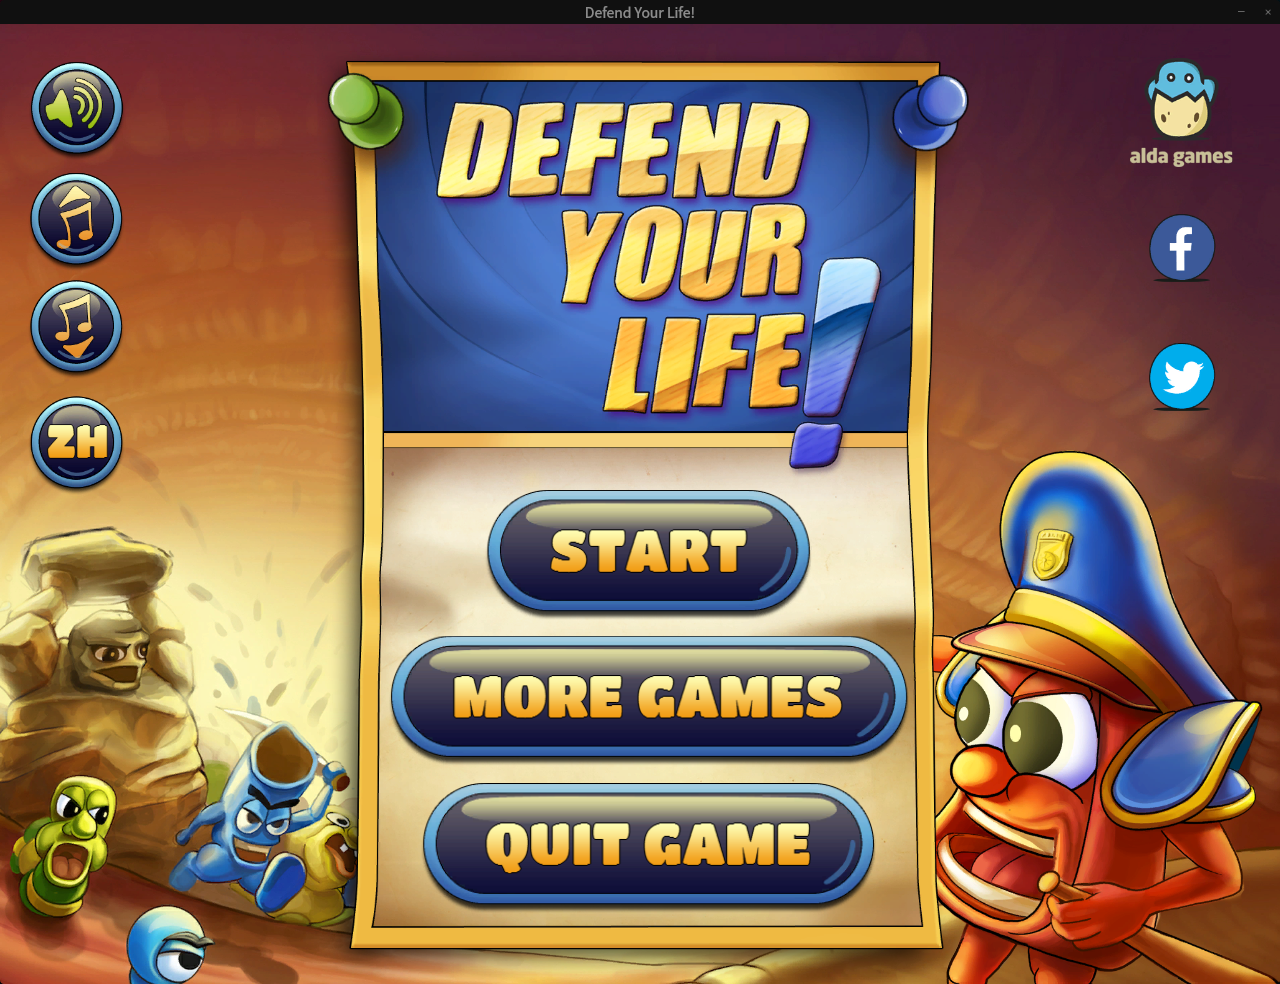 Defend Your Life!
DEFEND
YOUR
LIFE!
alda games
f
ZH
START
MORE GAMES
QUIT GAME